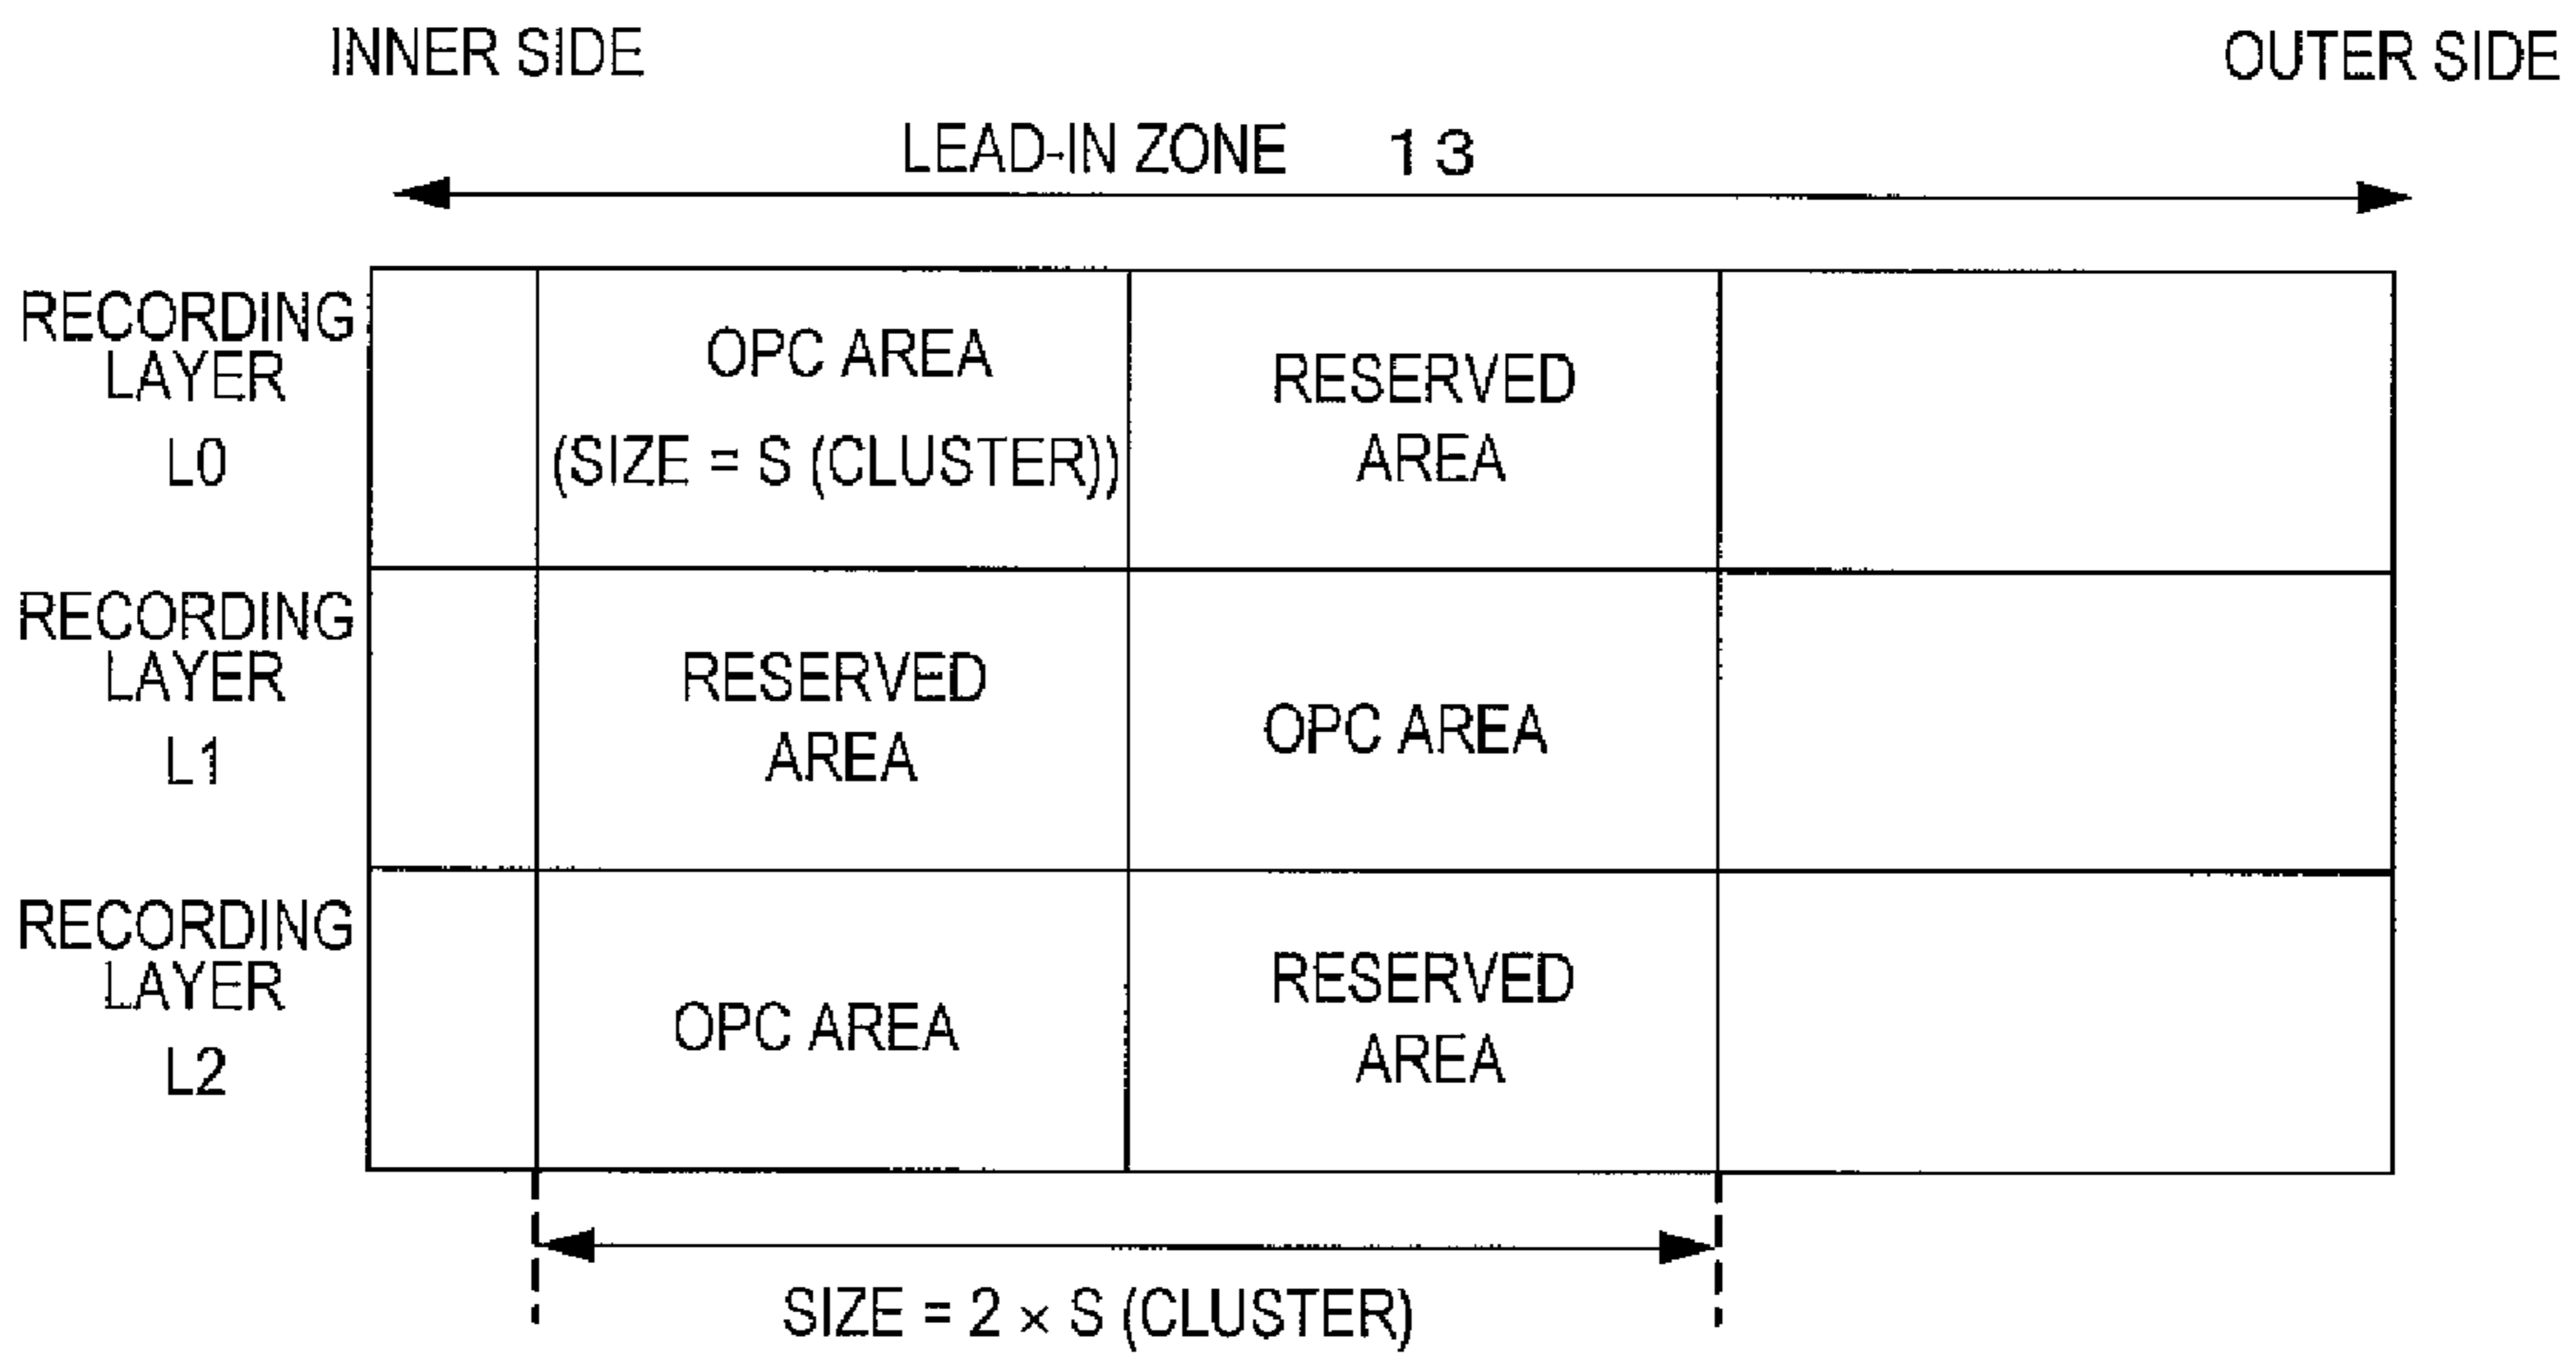 INNER SIDE
OUTER SIDE
LEAD-IN ZONE 13
RECORDING
LAYER
L0
OPC AREA
(SIZE = S (CLUSTER))
RESERVED
AREA
RECORDING
LAYER
L1
RESERVED
AREA
OPC AREA
RECORDING
LAYER
L2
OPC AREA
RESERVED
AREA
SIZE = 2 × S (CLUSTER)